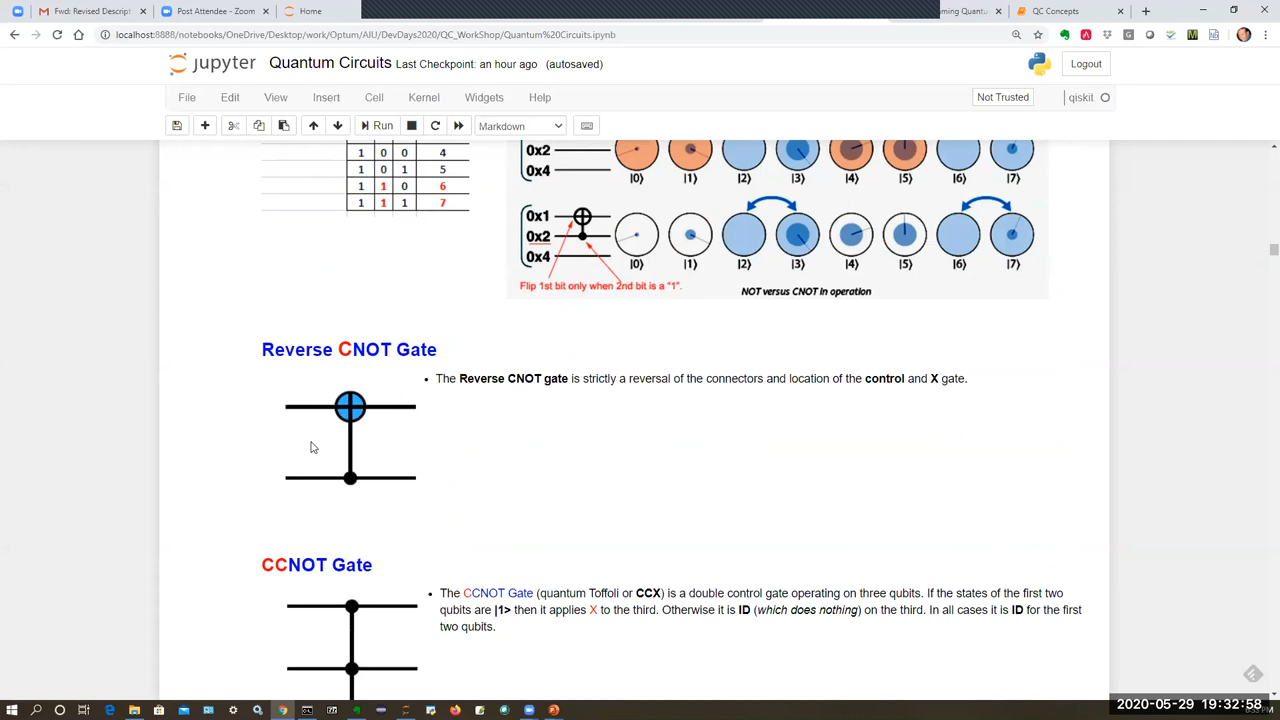 Fwd: Revised Descript
Post Attendee - Zoom
Home
ming Quan
QC Concepts
localhost:8888/notebooks/OneDrive/Desktop/work/Optum/AIU/DevDays2020/QC_WorkShop/Quantum%20Circuits.ipynb
jupyter Quantum Circuits Last Checkpoint: an hour ago (autosaved)
Logout
File Edit View Insert Cell Kernel Widgets Help
Not Trusted
qiskit
Run
Markdown
1 0 0 4
1 0 1 5
1 1 0 6
1 1 1 7
0x2
0x4
|0⟩ |1⟩ |2⟩ |3⟩ |4⟩ |5⟩ |6⟩ |7⟩
0x1
0x2
0x4
|0⟩ |1⟩ |2⟩ |3⟩ |4⟩ |5⟩ |6⟩ |7⟩
Flip 1st bit only when 2nd bit is a "1".
NOT versus CNOT in operation
Reverse CNOT Gate
• The Reverse CNOT gate is strictly a reversal of the connectors and location of the control and X gate.
CCNOT Gate
• The CCNOT Gate (quantum Toffoli or CCX) is a double control gate operating on three qubits. If the states of the first two
qubits are |1> then it applies X to the third. Otherwise it is ID (which does nothing) on the third. In all cases it is ID for the first
two qubits.
2020-05-29 19:32:58